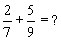 2/7 + 5/9 = ?